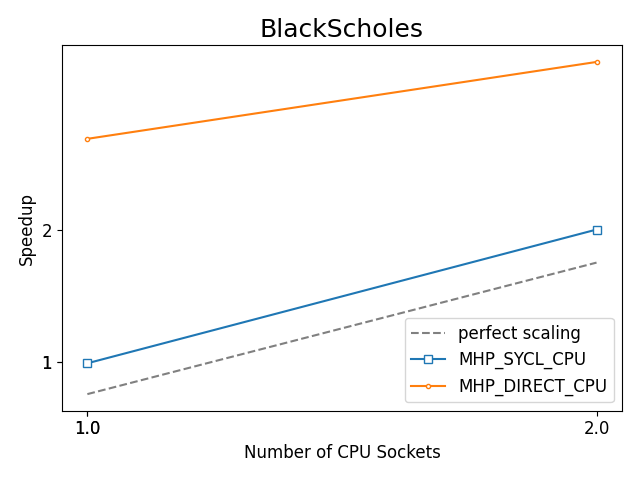 BlackScholes
Speedup
2
1
perfect scaling
MHP_SYCL_CPU
MHP_DIRECT_CPU
1.0
2.0
Number of CPU Sockets